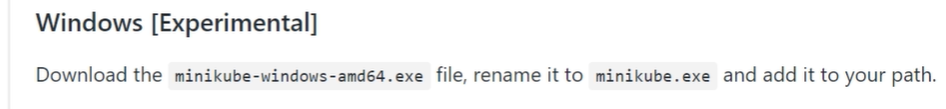 Windows [Experimental]
Download the minikube-windows-amd64.exe file, rename it to minikube.exe and add it to your path.